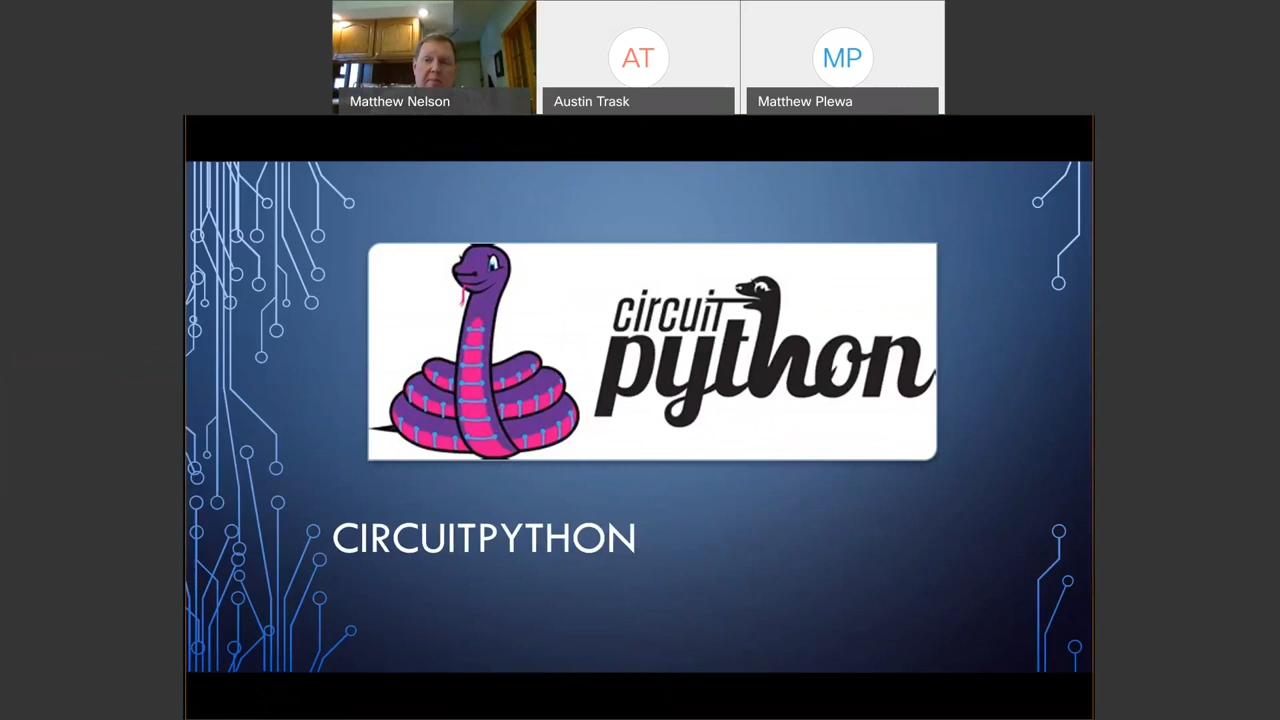 AT
MP
Matthew Nelson
Austin Trask
Matthew Plewa
circuit
python
CIRCUITPYTHON